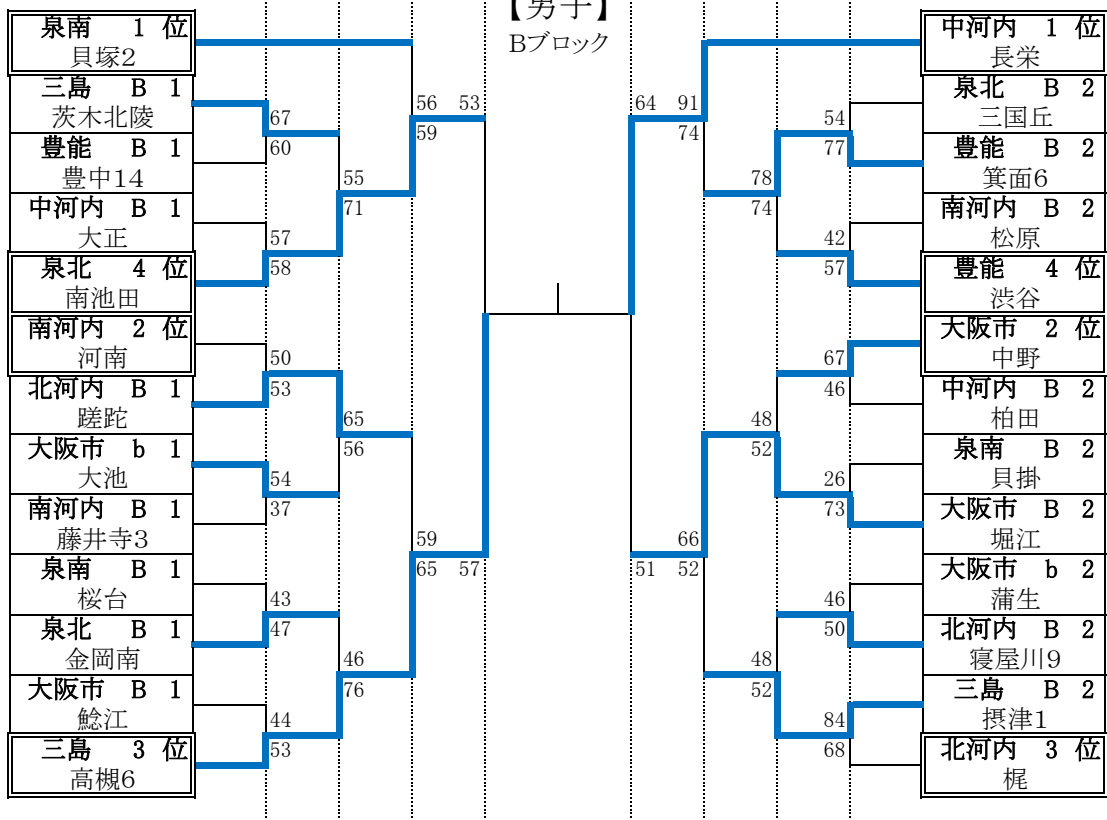 【男子】
Bブロック
泉南 1 位
貝塚2
三島 B 1
茨木北陵
豊能 B 1
豊中14
中河内 B 1
大正
泉北 4 位
南池田
南河内 2 位
河南
北河内 B 1
蹉跎
大阪市 b 1
大池
南河内 B 1
藤井寺3
泉南 B 1
桜台
泉北 B 1
金岡南
大阪市 B 1
鯰江
三島 3 位
高槻6
67
60
57
58
50
53
54
37
43
47
44
53
55
71
65
56
46
76
56 53
59
59
65 57
64 91
74
66
51 52
78
74
48
52
48
52
54
77
42
57
67
46
26
73
46
50
84
68
中河内 1 位
長栄
泉北 B 2
三国丘
豊能 B 2
箕面6
南河内 B 2
松原
豊能 4 位
渋谷
大阪市 2 位
中野
中河内 B 2
柏田
泉南 B 2
貝掛
大阪市 B 2
堀江
大阪市 b 2
蒲生
北河内 B 2
寝屋川9
三島 B 2
摂津1
北河内 3 位
梶